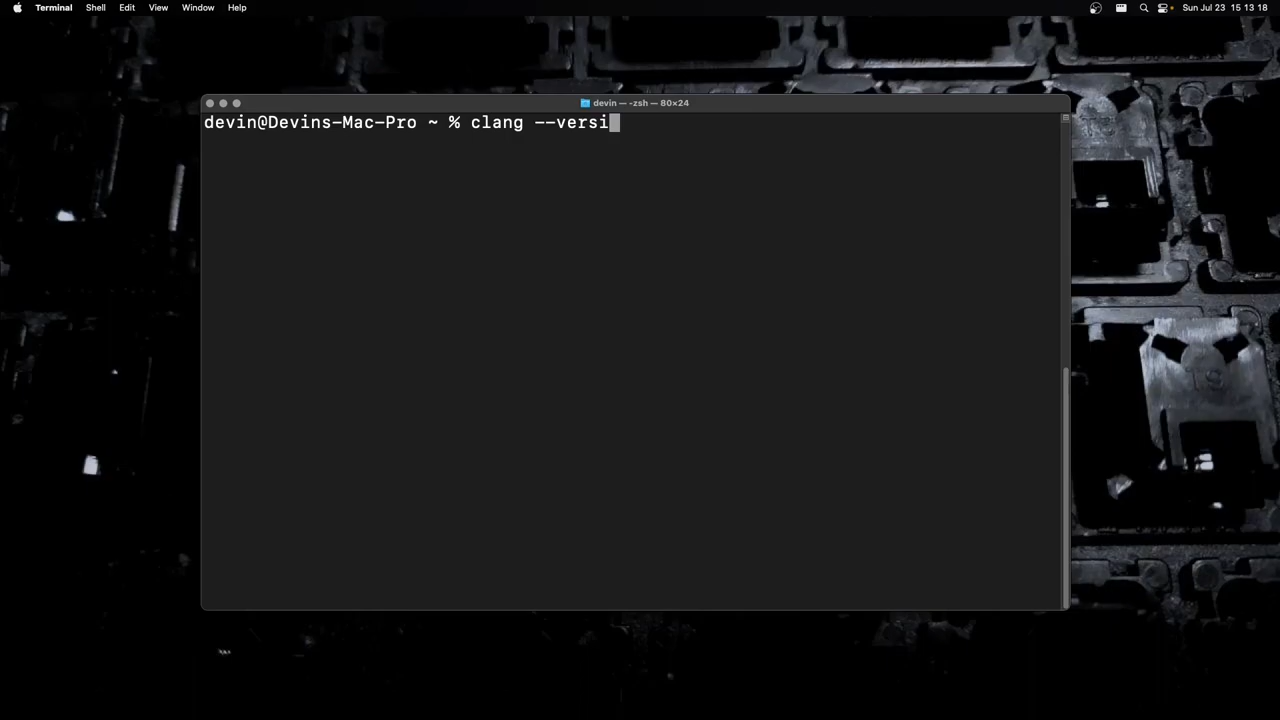 Terminal Shell Edit View Window Help Sun Jul 23 15 13 18
devin — -zsh — 80×24
devin@Devins-Mac-Pro ~ % clang --versi